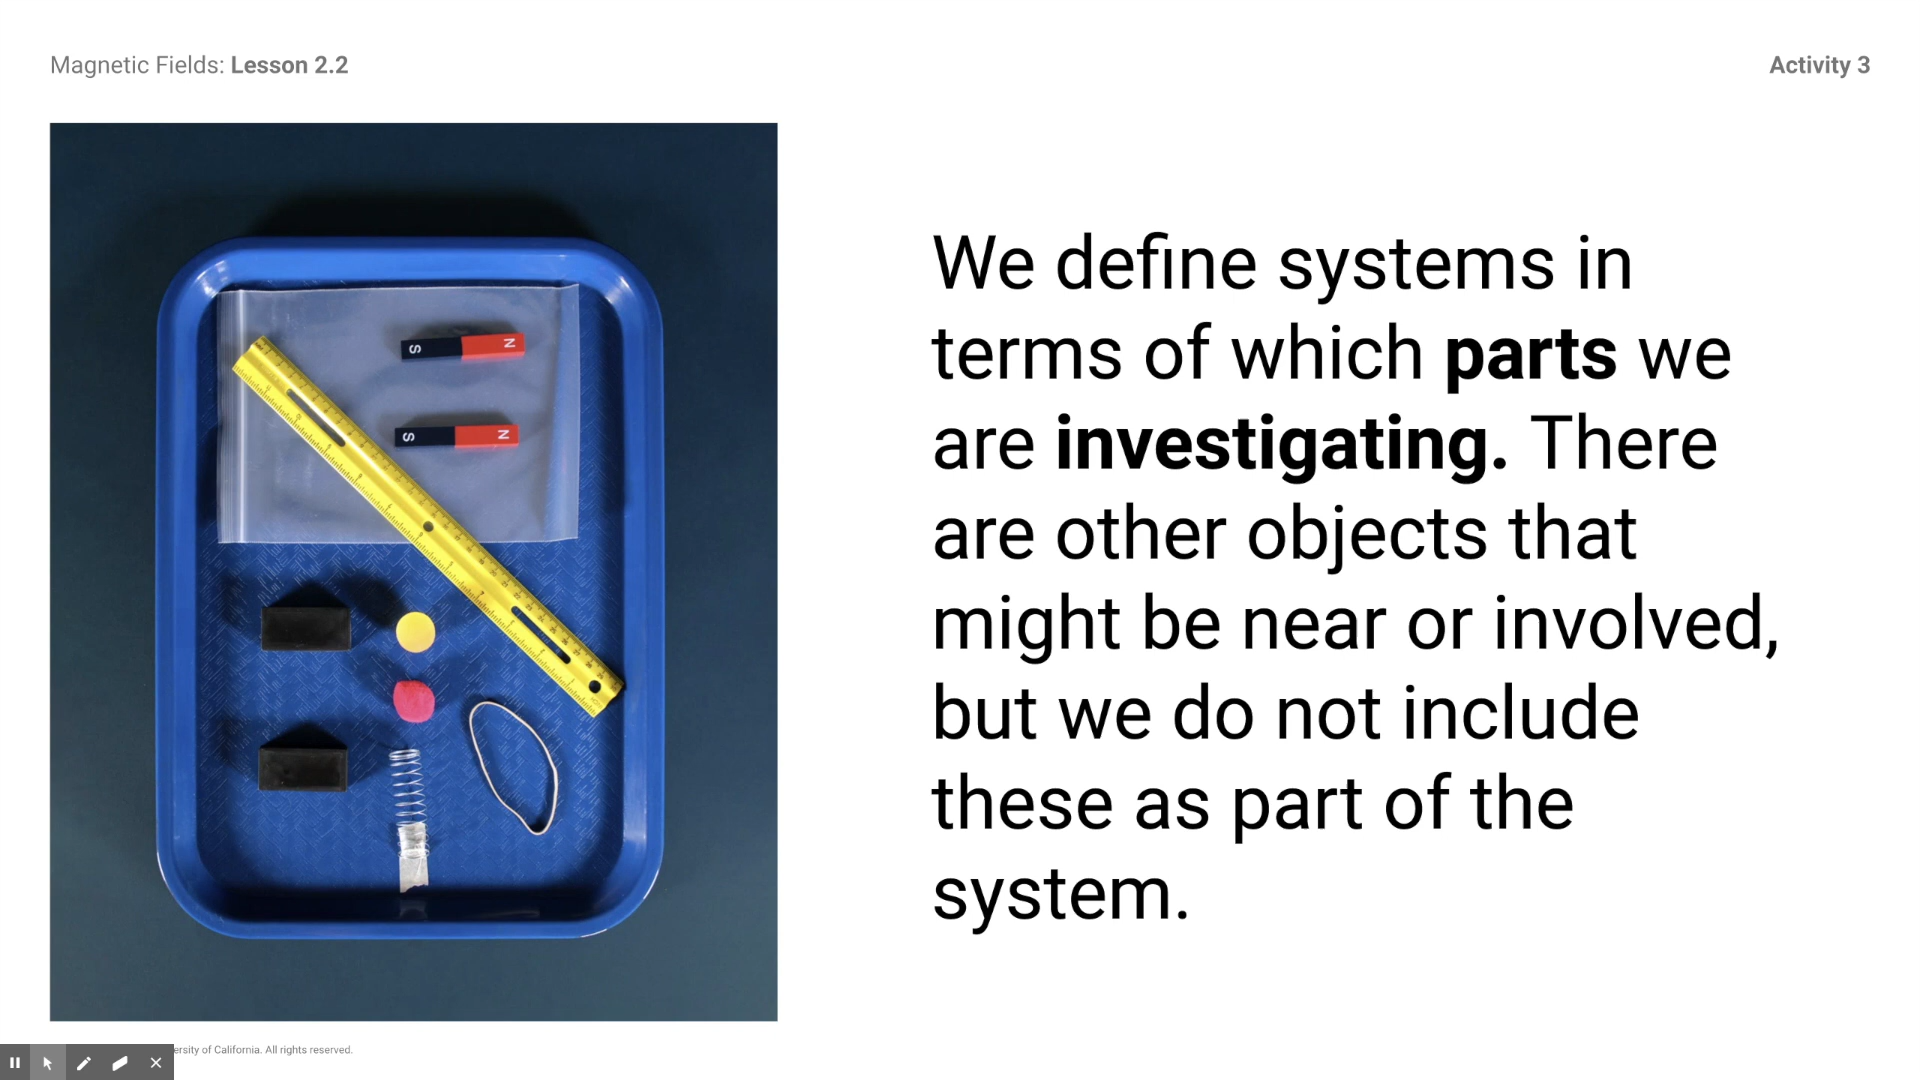 Magnetic Fields: Lesson 2.2
Activity 3
S N
S N
We define systems in
terms of which parts we
are investigating. There
are other objects that
might be near or involved,
but we do not include
these as part of the
system.
of California. All rights reserved.